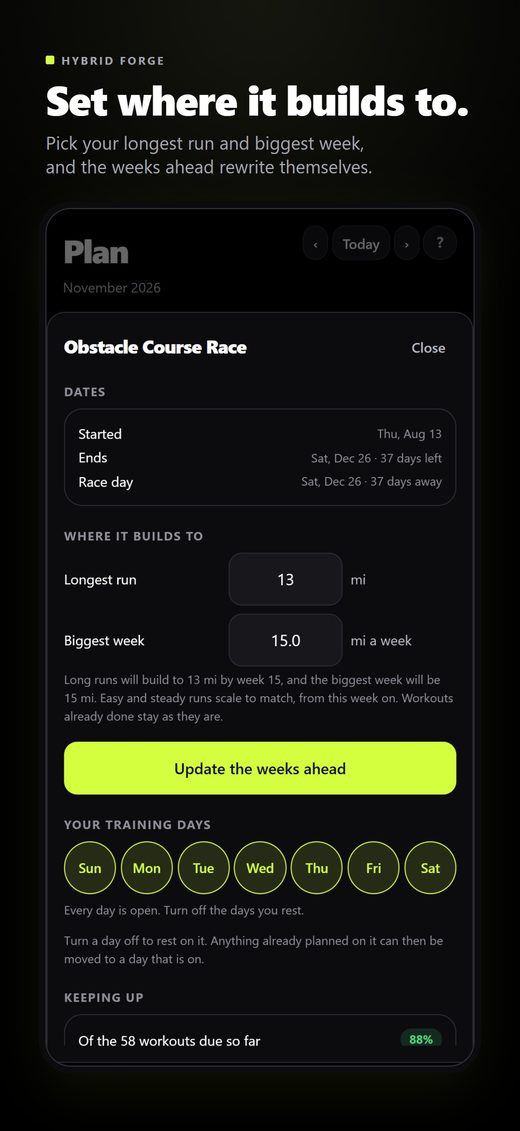 HYBRID FORGE
Set where it builds to.
Pick your longest run and biggest week,
and the weeks ahead rewrite themselves.
Plan
‹ Today › ?
November 2026
Obstacle Course Race Close
DATES
Started Thu, Aug 13
Ends Sat, Dec 26 · 37 days left
Race day Sat, Dec 26 · 37 days away
WHERE IT BUILDS TO
Longest run 13 mi
Biggest week 15.0 mi a week
Long runs will build to 13 mi by week 15, and the biggest week will be
15 mi. Easy and steady runs scale to match, from this week on. Workouts
already done stay as they are.
Update the weeks ahead
YOUR TRAINING DAYS
Sun Mon Tue Wed Thu Fri Sat
Every day is open. Turn off the days you rest.
Turn a day off to rest on it. Anything already planned on it can then be
moved to a day that is on.
KEEPING UP
Of the 58 workouts due so far 88%